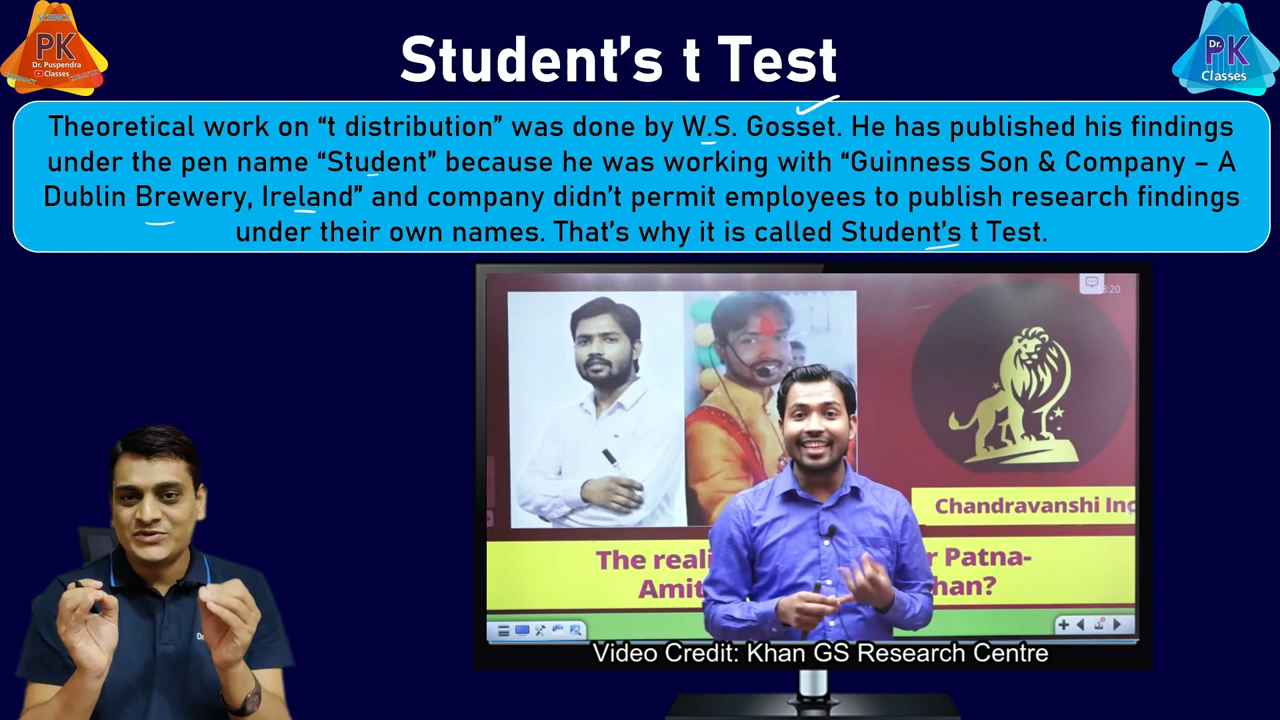 SCIENCE
PK
Dr. Puspendra
Classes
Dr.
PK
Classes
Student’s t Test
Theoretical work on “t distribution” was done by W.S. Gosset. He has published his findings
under the pen name “Student” because he was working with “Guinness Son & Company – A
Dublin Brewery, Ireland” and company didn’t permit employees to publish research findings
under their own names. That’s why it is called Student’s t Test.
:20
Chandravanshi Inc
The reali
r Patna-
Amit
han?
Video Credit: Khan GS Research Centre
Dr.